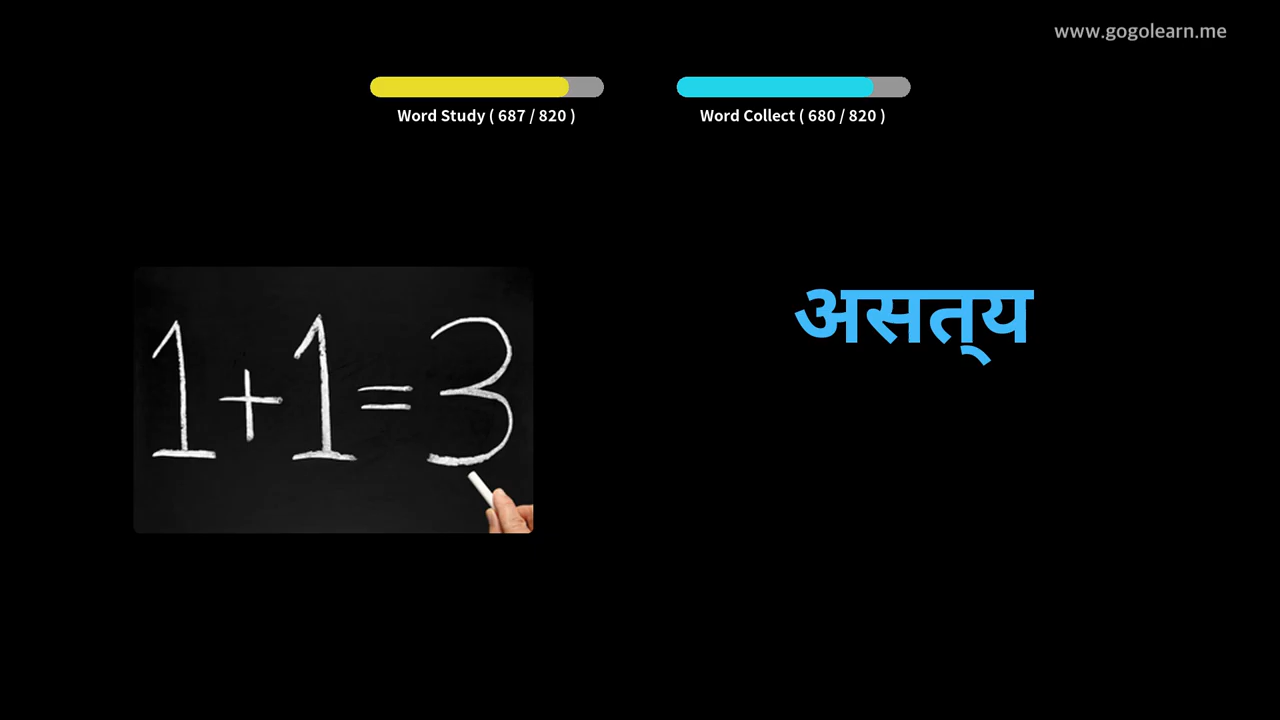 www.gogolearn.me
Word Study ( 687 / 820 )
Word Collect ( 680 / 820 )
असत्‌य
1+1=3